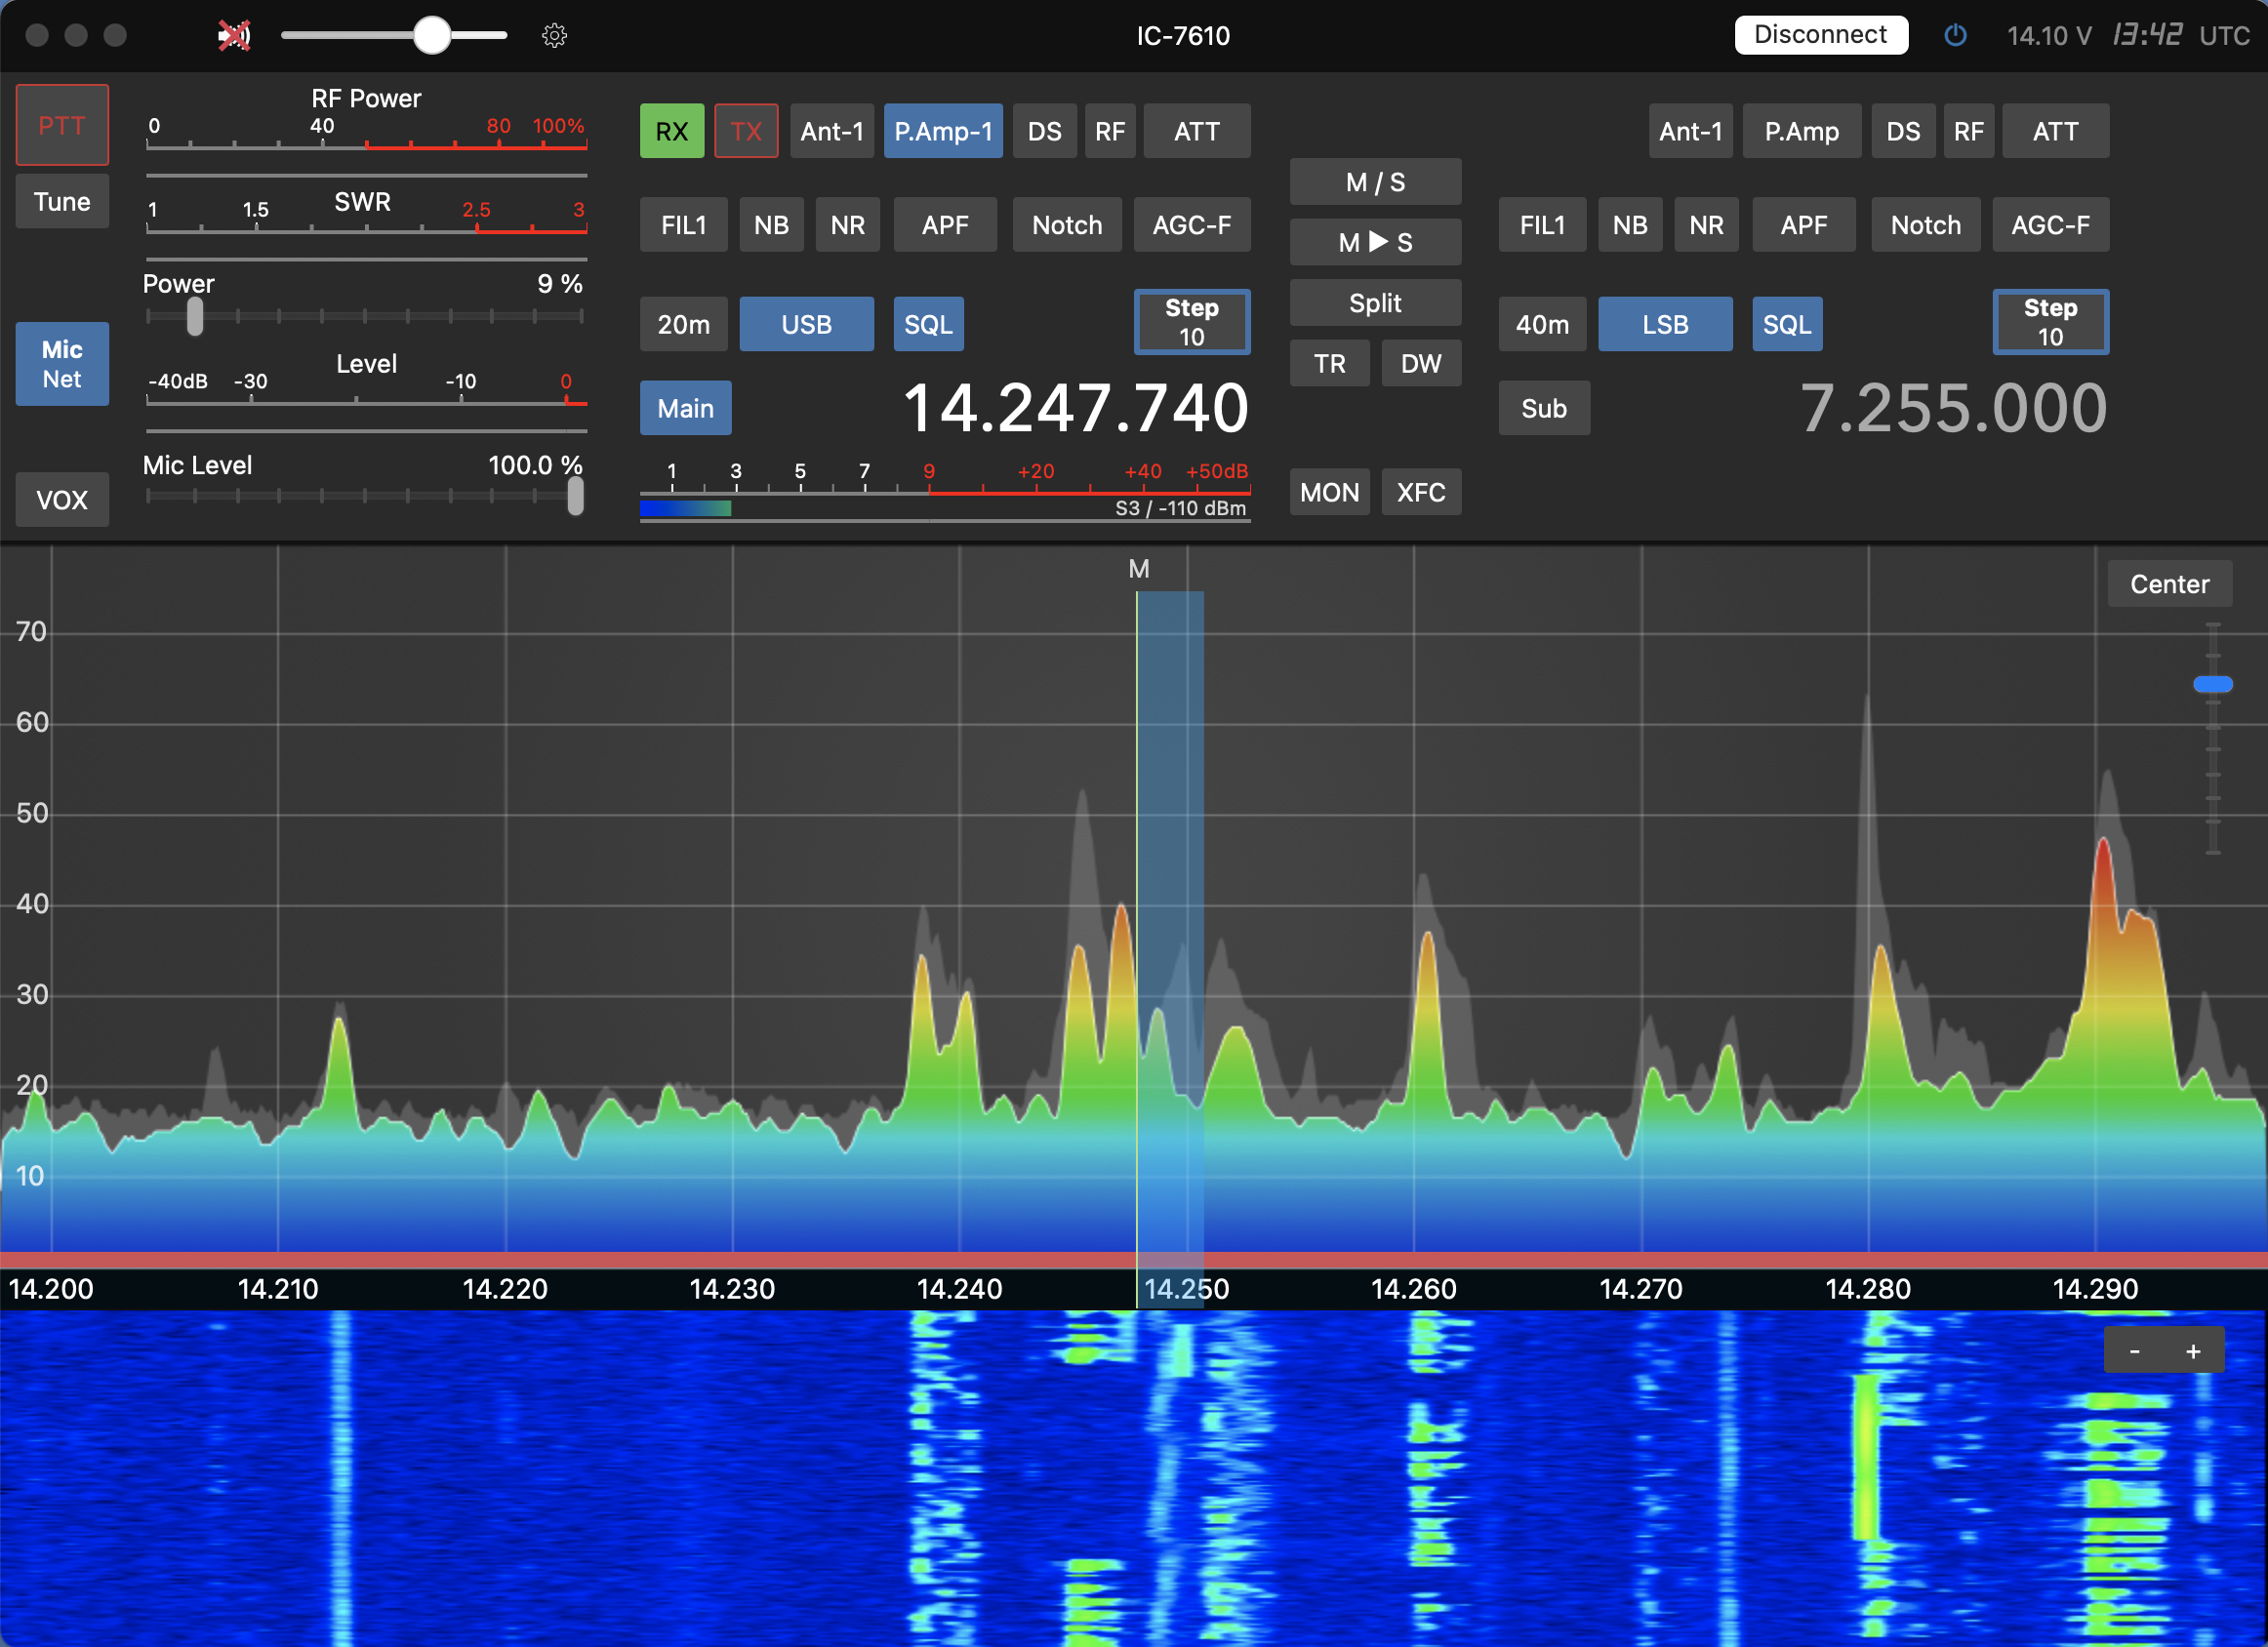 IC-7610
Disconnect
14.10 V 13:42 UTC
PTT
Tune
Mic
Net
VOX
RF Power
0 40 80 100%
1 1.5 SWR 2.5 3
Power 9 %
Level
-40dB -30 -10 0
Mic Level 100.0 %
RX TX Ant-1 P.Amp-1 DS RF ATT
FIL1 NB NR APF Notch AGC-F
20m USB SQL Step
10
Main 14.247.740
1 3 5 7 9 +20 +40 +50dB
S3 / -110 dBm
M / S
M ▶ S
Split
TR DW
MON XFC
Ant-1 P.Amp DS RF ATT
FIL1 NB NR APF Notch AGC-F
40m LSB SQL Step
10
Sub 7.255.000
M
Center
70
60
50
40
30
20
10
14.200 14.210 14.220 14.230 14.240 14.250 14.260 14.270 14.280 14.290
- +